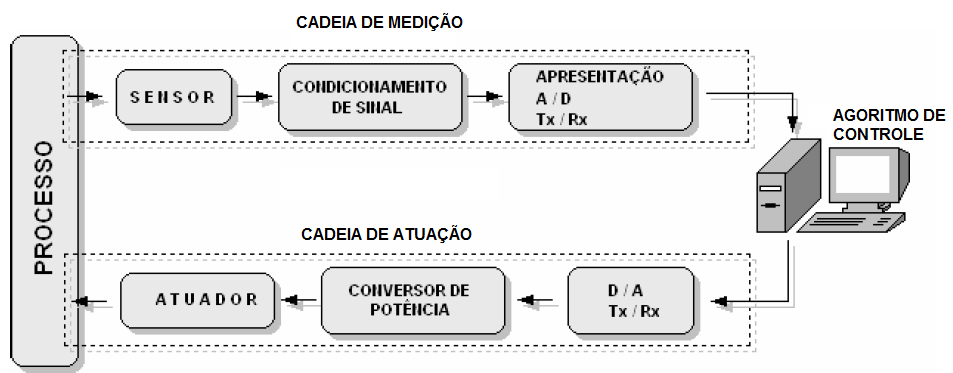 CADEIA DE MEDIÇÃO
SENSOR
CONDICIONAMENTO
DE SINAL
APRESENTAÇÃO
A / D
Tx / Rx
AGORITMO DE
CONTROLE
PROCESSO
CADEIA DE ATUAÇÃO
ATUADOR
CONVERSOR DE
POTÊNCIA
D / A
Tx / Rx